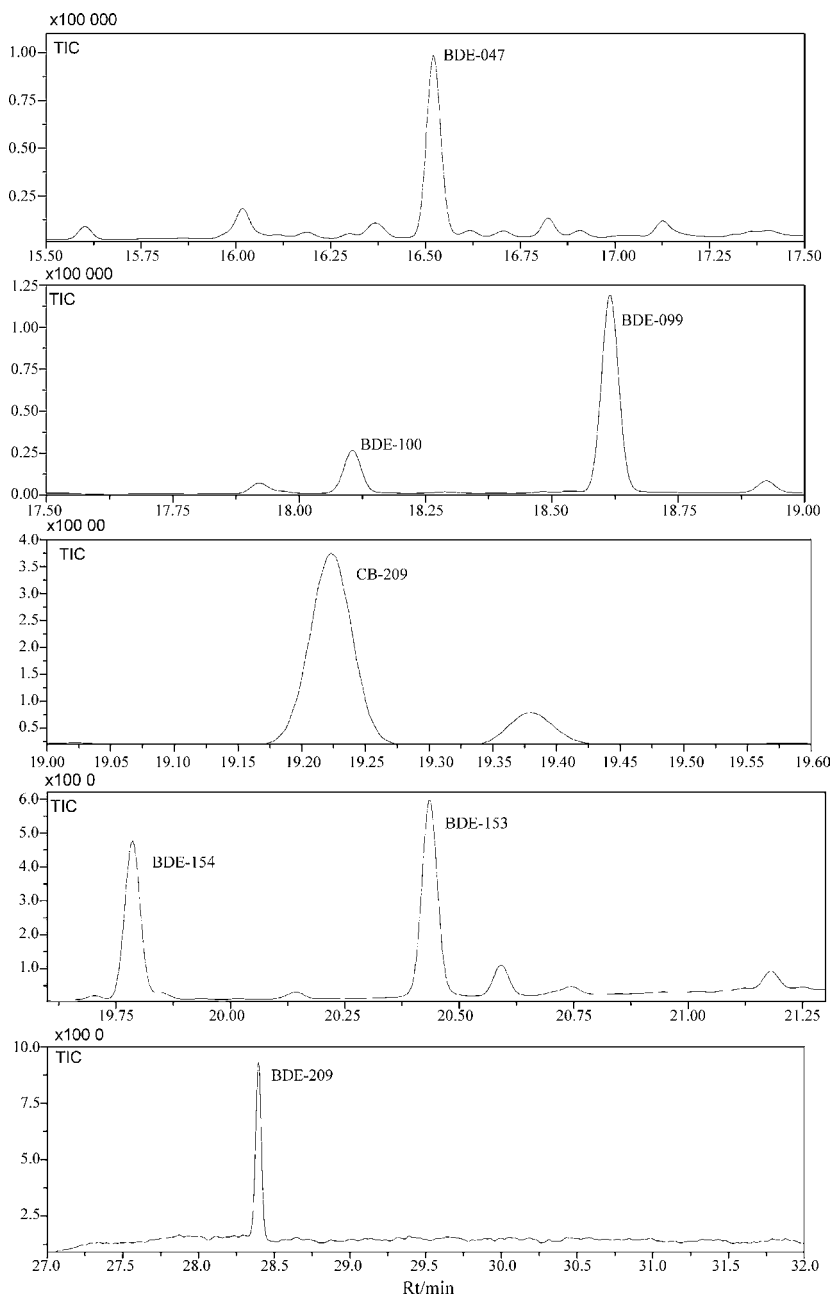 x100 000
TIC
BDE-047
1.00
0.75
0.50
0.25
15.50 15.75 16.00 16.25 16.50 16.75 17.00 17.25 17.50
x100 000
1.25
TIC
BDE-099
1.00
0.75
0.50
BDE-100
0.25
0.00
17.50 17.75 18.00 18.25 18.50 18.75 19.00
x100 00
4.0
TIC
CB-209
3.5
3.0
2.5
2.0
1.5
1.0
0.5
19.00 19.05 19.10 19.15 19.20 19.25 19.30 19.35 19.40 19.45 19.50 19.55 19.60
x100 0
6.0
TIC
BDE-153
5.0
BDE-154
4.0
3.0
2.0
1.0
19.75 20.00 20.25 20.50 20.75 21.00 21.25
x100 0
10.0
TIC
BDE-209
7.5
5.0
2.5
27.0 27.5 28.0 28.5 29.0 29.5 30.0 30.5 31.0 31.5 32.0
Rt/min